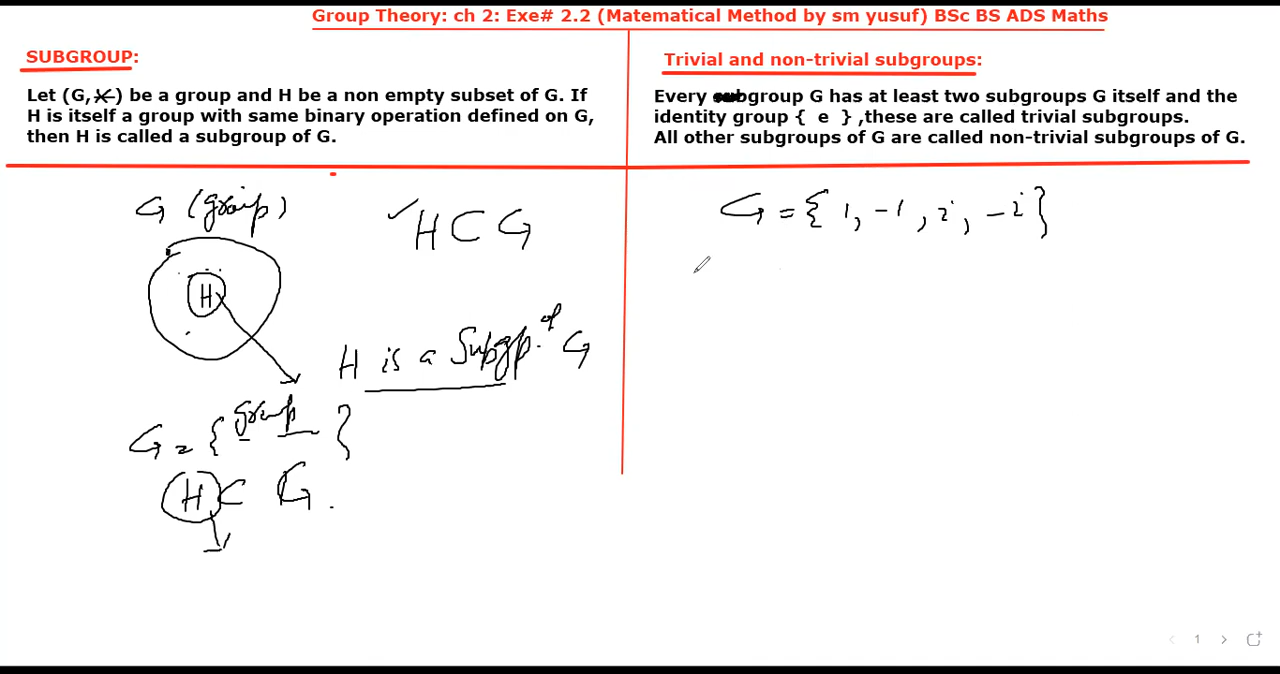 Group Theory: ch 2: Exe# 2.2 (Matematical Method by sm yusuf) BSc BS ADS Maths
SUBGROUP:
Let (G,*) be a group and H be a non empty subset of G. If
H is itself a group with same binary operation defined on G,
then H is called a subgroup of G.
G (group)
H
H ⊂ G
H is a Subgp. of G
G = { group }
H ⊂ G.
Trivial and non-trivial subgroups:
Every group G has at least two subgroups G itself and the
identity group { e } ,these are called trivial subgroups.
All other subgroups of G are called non-trivial subgroups of G.
G = { 1, -1, i, -i }
1